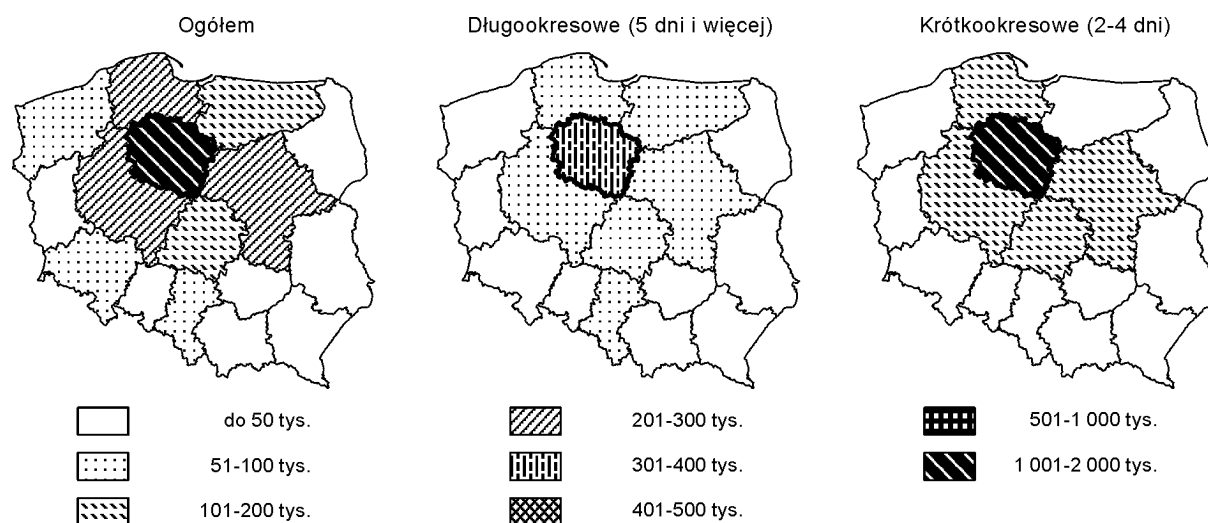 Ogółem
Długookresowe (5 dni i więcej)
Krótkookresowe (2-4 dni)
do 50 tys.
201-300 tys.
501-1 000 tys.
51-100 tys.
301-400 tys.
1 001-2 000 tys.
101-200 tys.
401-500 tys.